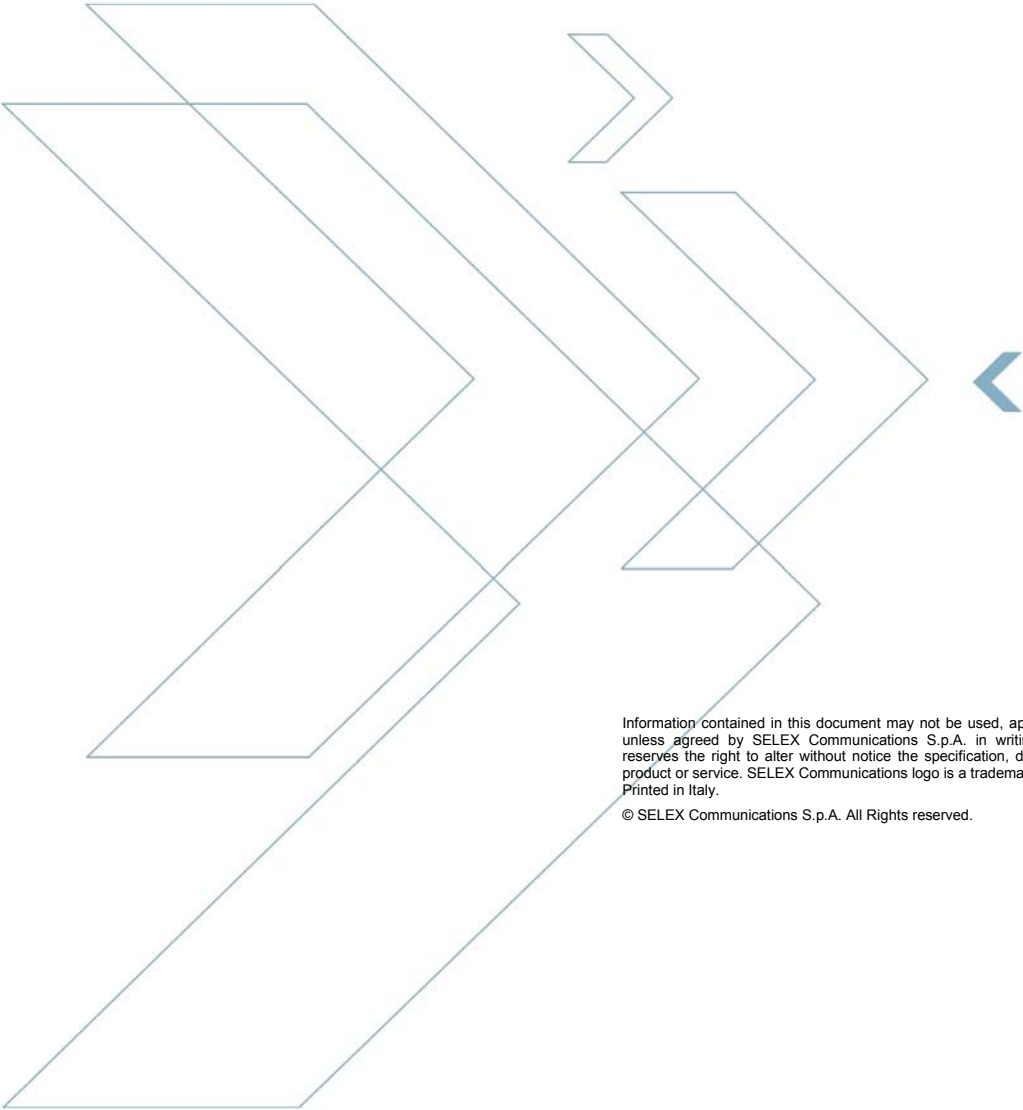 Information contained in this document may not be used, ap
unless agreed by SELEX Communications S.p.A. in writi
reserves the right to alter without notice the specification, d
product or service. SELEX Communications logo is a tradema
Printed in Italy.
© SELEX Communications S.p.A. All Rights reserved.